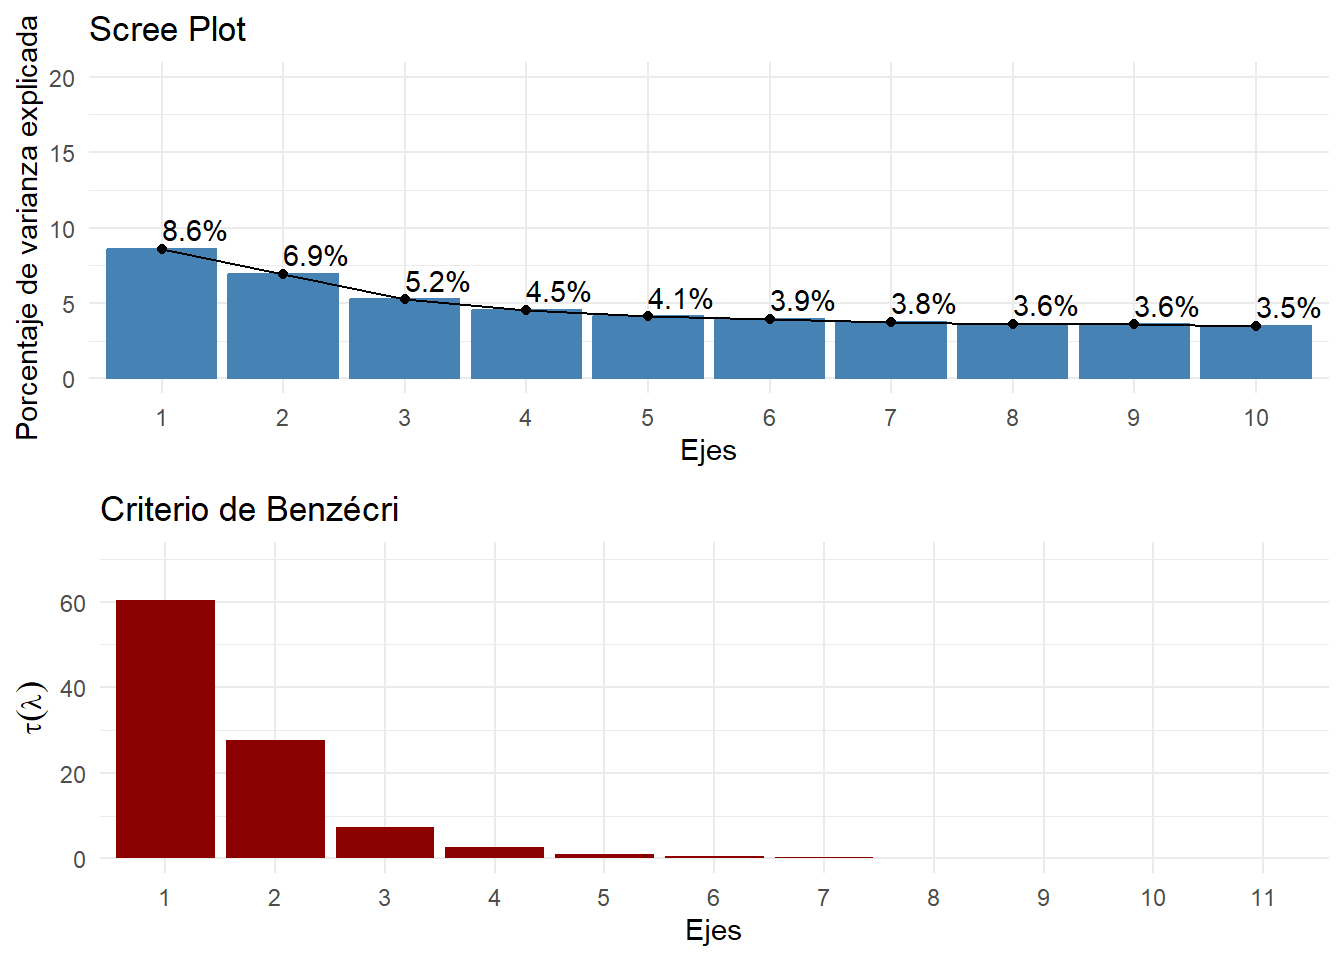 Scree Plot
Porcentaje de varianza explicada
20
15
10
5
0
8.6%
6.9%
5.2%
4.5%
4.1%
3.9%
3.8%
3.6%
3.6%
3.5%
1 2 3 4 5 6 7 8 9 10
Ejes
Criterio de Benzécri
τ(λ)
60
40
20
0
1 2 3 4 5 6 7 8 9 10 11
Ejes